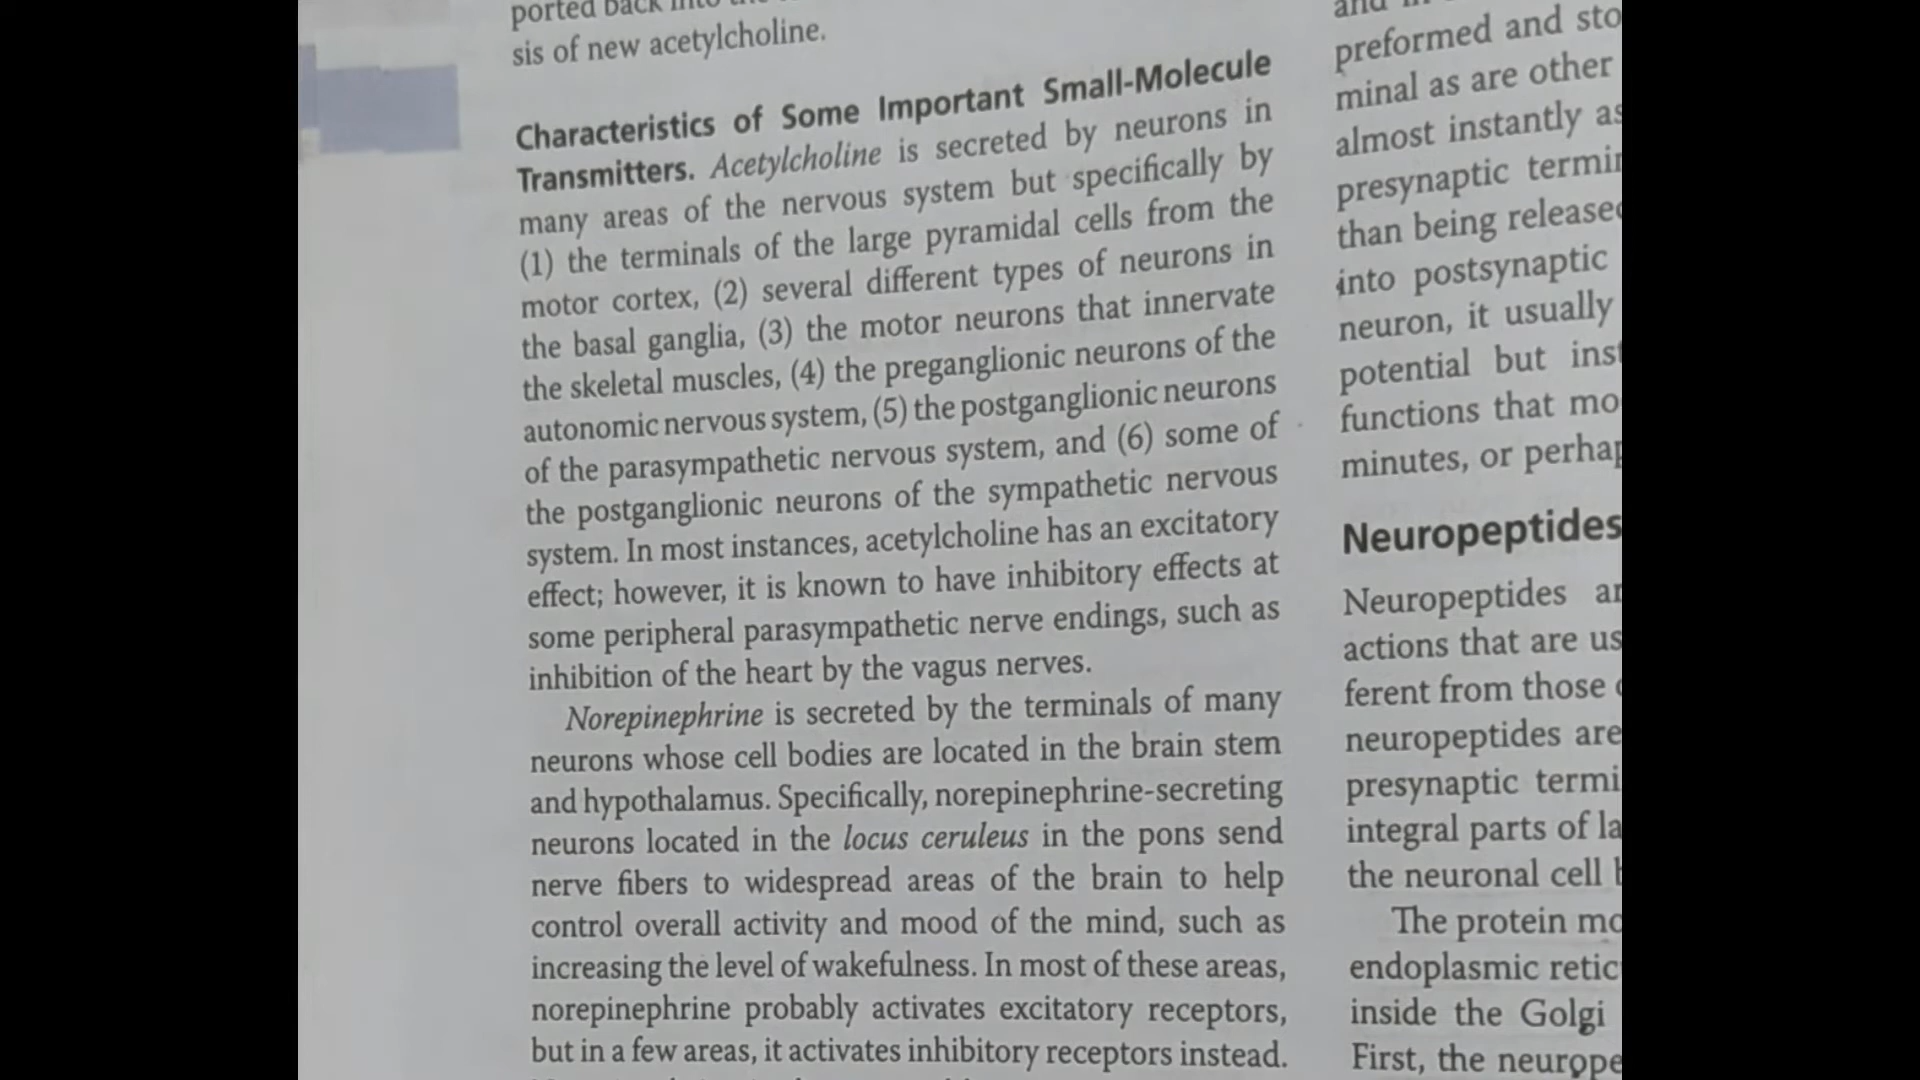 ported back into the
sis of new acetylcholine.
Characteristics of Some Important Small-Molecule
Transmitters. Acetylcholine is secreted by neurons in
many areas of the nervous system but specifically by
(1) the terminals of the large pyramidal cells from the
motor cortex, (2) several different types of neurons in
the basal ganglia, (3) the motor neurons that innervate
the skeletal muscles, (4) the preganglionic neurons of the
autonomic nervous system, (5) the postganglionic neurons
of the parasympathetic nervous system, and (6) some of
the postganglionic neurons of the sympathetic nervous
system. In most instances, acetylcholine has an excitatory
effect; however, it is known to have inhibitory effects at
some peripheral parasympathetic nerve endings, such as
inhibition of the heart by the vagus nerves.
Norepinephrine is secreted by the terminals of many
neurons whose cell bodies are located in the brain stem
and hypothalamus. Specifically, norepinephrine-secreting
neurons located in the locus ceruleus in the pons send
nerve fibers to widespread areas of the brain to help
control overall activity and mood of the mind, such as
increasing the level of wakefulness. In most of these areas,
norepinephrine probably activates excitatory receptors,
but in a few areas, it activates inhibitory receptors instead.
and
preformed and sto
minal as are other
almost instantly as
presynaptic termin
than being released
into postsynaptic
neuron, it usually
potential but inst
functions that mo
minutes, or perhap
Neuropeptides
Neuropeptides ar
actions that are us
ferent from those
neuropeptides are
presynaptic termi
integral parts of la
the neuronal cell
The protein mo
endoplasmic retic
inside the Golgi
First, the neurope